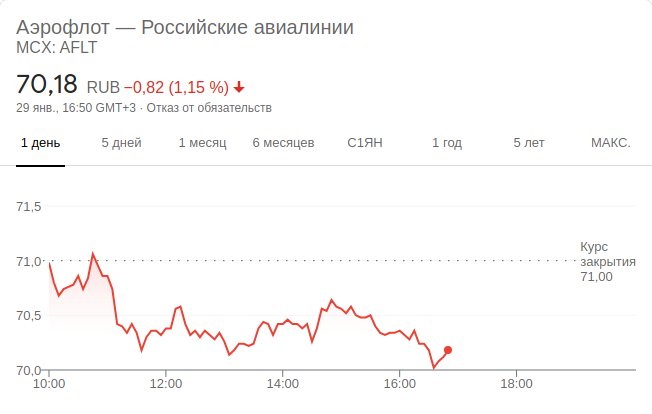 Аэрофлот — Российские авиалинии
MCX: AFLT
70,18 RUB −0,82 (1,15 %)
29 янв., 16:50 GMT+3 · Отказ от обязательств
1 день 5 дней 1 месяц 6 месяцев С1ЯН 1 год 5 лет МАКС.
71,5
Курс
71,0 закрытия
71,00
70,5
70,0
10:00 12:00 14:00 16:00 18:00